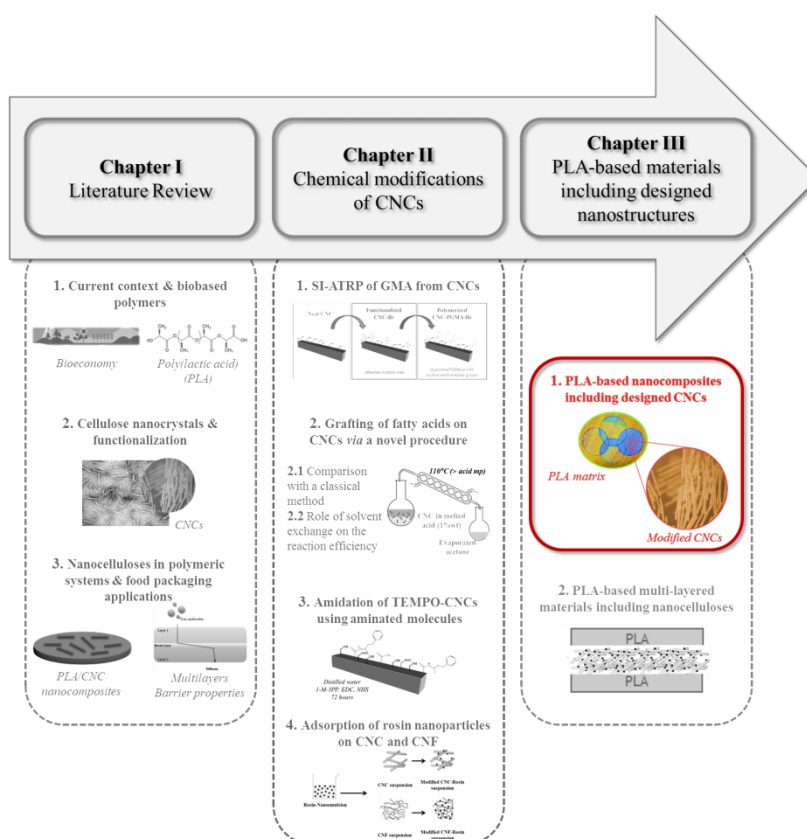 Chapter I
Literature Review
Chapter II
Chemical modifications
of CNCs
Chapter III
PLA-based materials
including designed
nanostructures
1. Current context & biobased
polymers
Bioeconomy
Poly(lactic acid)
(PLA)
2. Cellulose nanocrystals &
functionalization
CNCs
3. Nanocelluloses in polymeric
systems & food packaging
applications
PLA/CNC
nanocomposites
Multilayers
Barrier properties
1. SI-ATRP of GMA from CNCs
Neat CNC
Functionalized
CNC-Br
Polymerized
CNC-PGMA-Br
2. Grafting of fatty acids on
CNCs via a novel procedure
2.1 Comparison
with a classical
method
2.2 Role of solvent
exchange on the
reaction efficiency
110°C (> acid mp)
CNC in melted
acid (1%wt)
Evaporated
acetone
3. Amidation of TEMPO-CNCs
using aminated molecules
Distilled water
1-M-3PP, EDC, NHS
72 hours
4. Adsorption of rosin nanoparticles
on CNC and CNF
Rosin-Nanoemulsion
CNC suspension
Modified CNC-Rosin
suspension
CNF suspension
Modified CNF-Rosin
suspension
1. PLA-based nanocomposites
including designed CNCs
PLA matrix
Modified CNCs
2. PLA-based multi-layered
materials including nanocelluloses
PLA
PLA